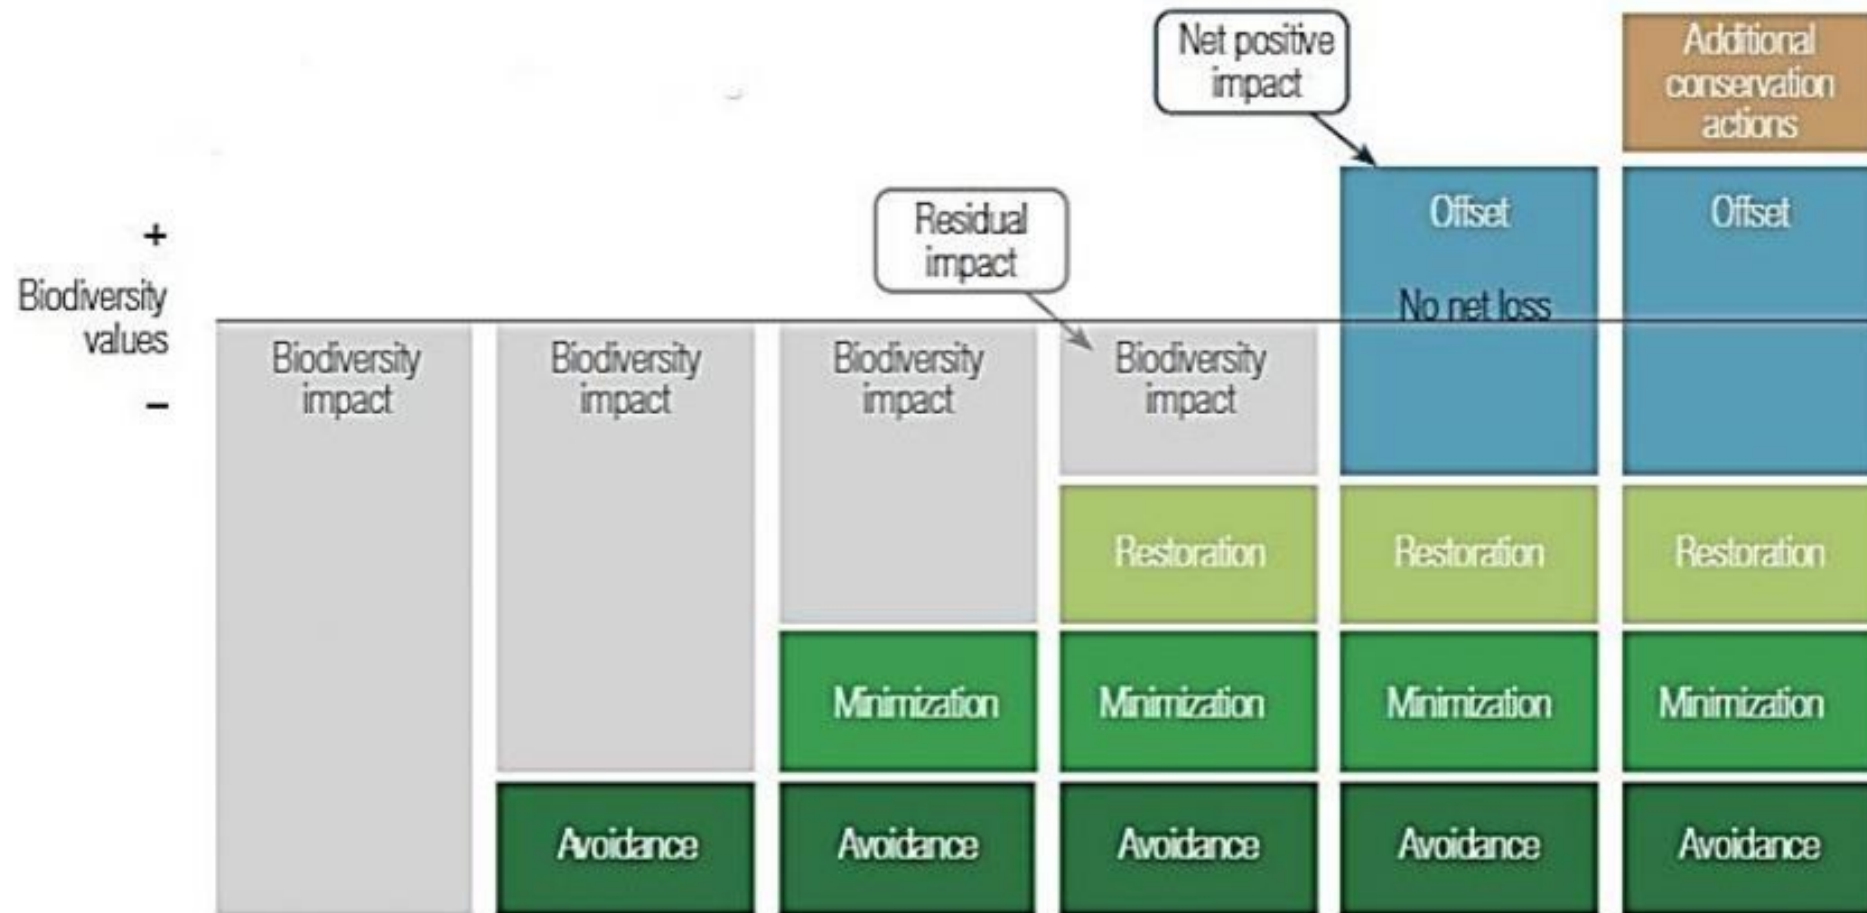 Net positive
impact
Additional
conservation
actions
Residual
impact
Offset
Offset
+
Biodiversity
values
–
No net loss
Biodiversity
impact
Biodiversity
impact
Biodiversity
impact
Biodiversity
impact
Restoration
Restoration
Restoration
Minimization
Minimization
Minimization
Minimization
Avoidance
Avoidance
Avoidance
Avoidance
Avoidance